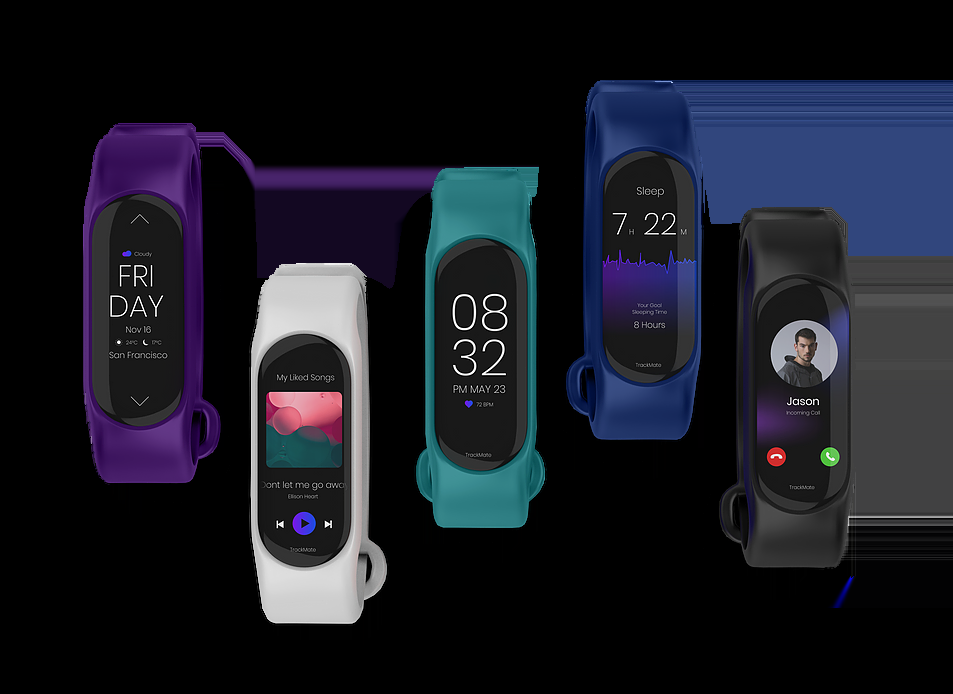 Cloudy
FRI
DAY
Nov 16
24°C 17°C
San Francisco
My Liked Songs
Dont let me go awa
Ellison Heart
TrackMate
08
32
PM MAY 23
72 BPM
TrackMate
Sleep
7 H 22 M
Your Goal
Sleeping Time
8 Hours
TrackMate
Jason
Incoming Call
TrackMate